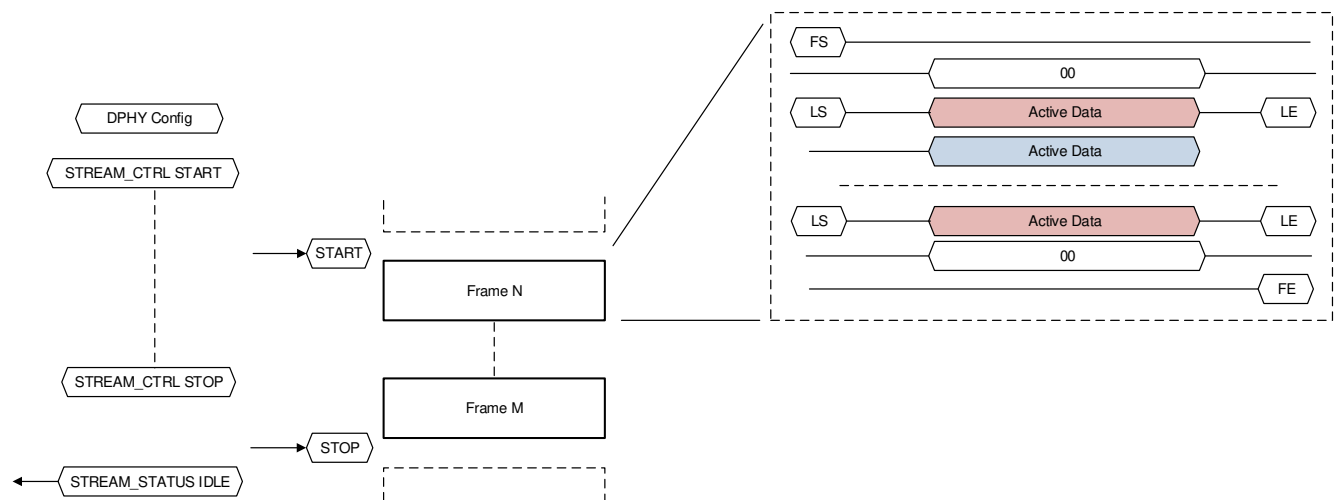 DPHY Config
STREAM_CTRL START
START
Frame N
STREAM_CTRL STOP
Frame M
STOP
STREAM_STATUS IDLE
FS
00
LS Active Data LE
Active Data
LS Active Data LE
00
FE